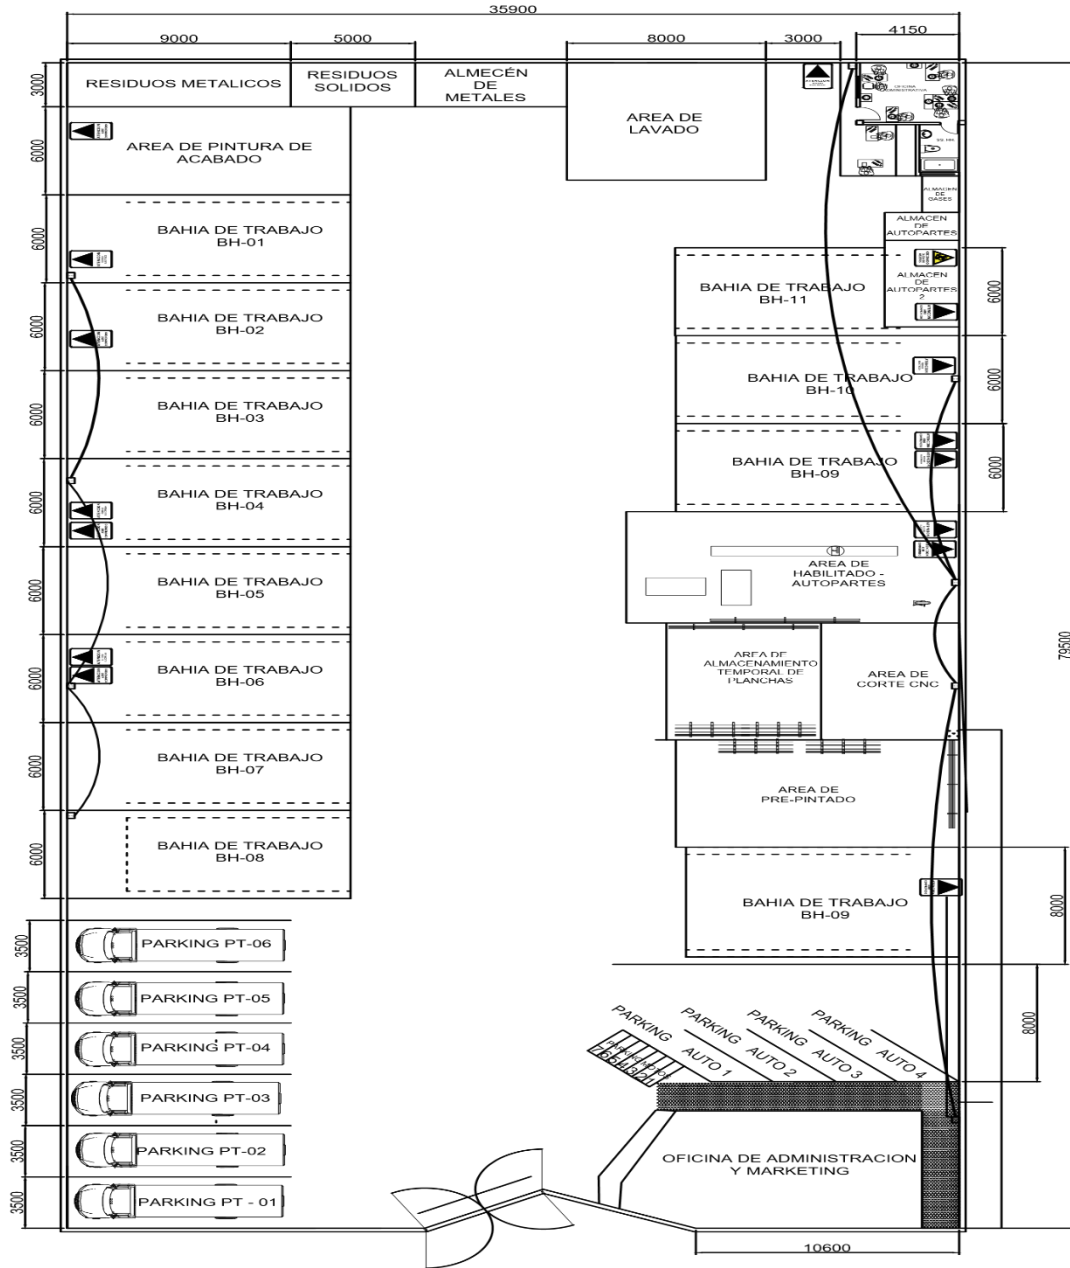 35900
9000
5000
8000
3000
4150
3000
RESIDUOS METALICOS
RESIDUOS
SOLIDOS
ALMECÉN
DE
METALES
AREA DE
LAVADO
OFICINA
6000
AREA DE PINTURA DE
ACABADO
ALMACEN
DE
GASES
ALMACEN
DE
AUTOPARTES
ALMACEN
DE
AUTOPARTES
2
6000
BAHIA DE TRABAJO
BH-01
6000
BAHIA DE TRABAJO
BH-02
6000
BAHIA DE TRABAJO
BH-03
6000
BAHIA DE TRABAJO
BH-04
6000
BAHIA DE TRABAJO
BH-05
6000
BAHIA DE TRABAJO
BH-06
6000
BAHIA DE TRABAJO
BH-07
6000
BAHIA DE TRABAJO
BH-08
BAHIA DE TRABAJO
BH-11
6000
BAHIA DE TRABAJO
BH-10
6000
BAHIA DE TRABAJO
BH-09
6000
AREA DE
HABILITADO -
AUTOPARTES
79500
AREA DE
ALMACENAMIENTO
TEMPORAL DE
PLANCHAS
AREA DE
CORTE CNC
AREA DE
PRE-PINTADO
BAHIA DE TRABAJO
BH-09
8000
8000
3500
PARKING PT-06
3500
PARKING PT-05
3500
PARKING PT-04
3500
PARKING PT-03
3500
PARKING PT-02
3500
PARKING PT - 01
PARKING AUTO 1
PARKING AUTO 2
PARKING AUTO 3
PARKING AUTO 4
7654321
OFICINA DE ADMINISTRACION
Y MARKETING
10600